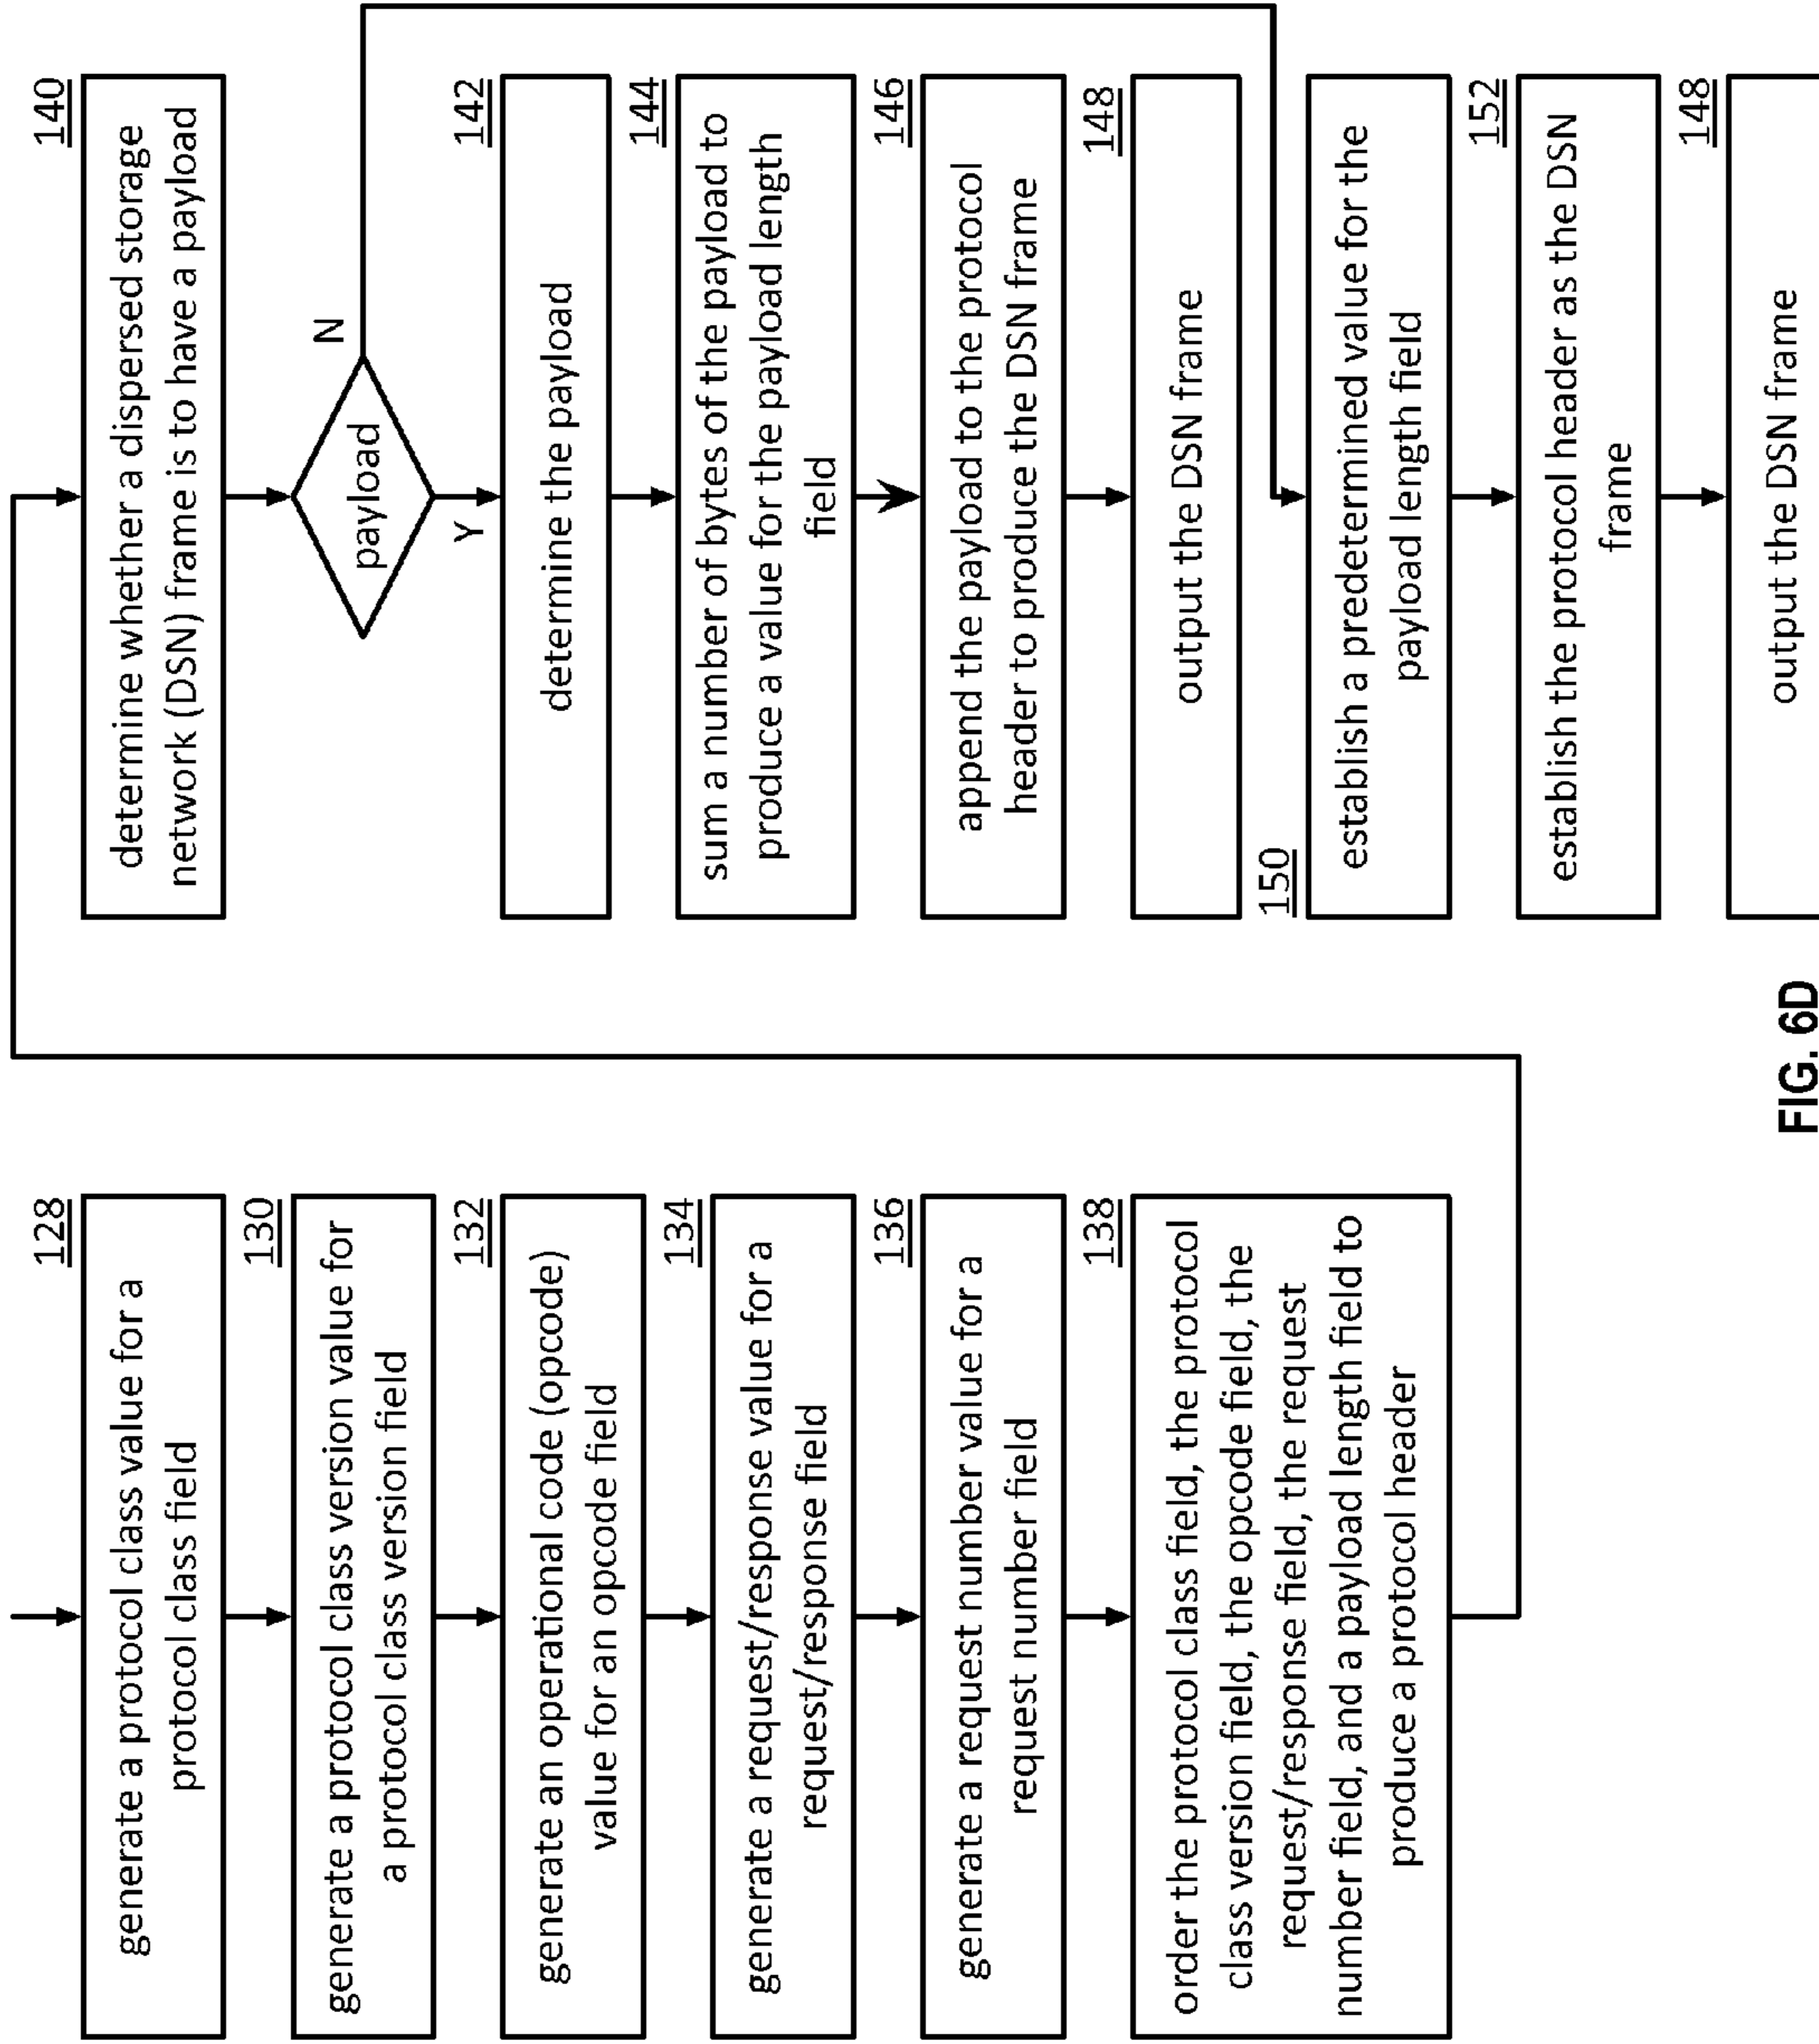 128
generate a protocol class value for a
protocol class field
130
generate a protocol class version value for
a protocol class version field
132
generate an operational code (opcode)
value for an opcode field
134
generate a request/response value for a
request/response field
136
generate a request number value for a
request number field
138
order the protocol class field, the protocol
class version field, the opcode field, the
request/response field, the request
number field, and a payload length field to
produce a protocol header
140
determine whether a dispersed storage
network (DSN) frame is to have a payload
payload
N
Y
142
determine the payload
144
sum a number of bytes of the payload to
produce a value for the payload length
field
146
append the payload to the protocol
header to produce the DSN frame
148
output the DSN frame
150
establish a predetermined value for the
payload length field
152
establish the protocol header as the DSN
frame
148
output the DSN frame
FIG. 6D